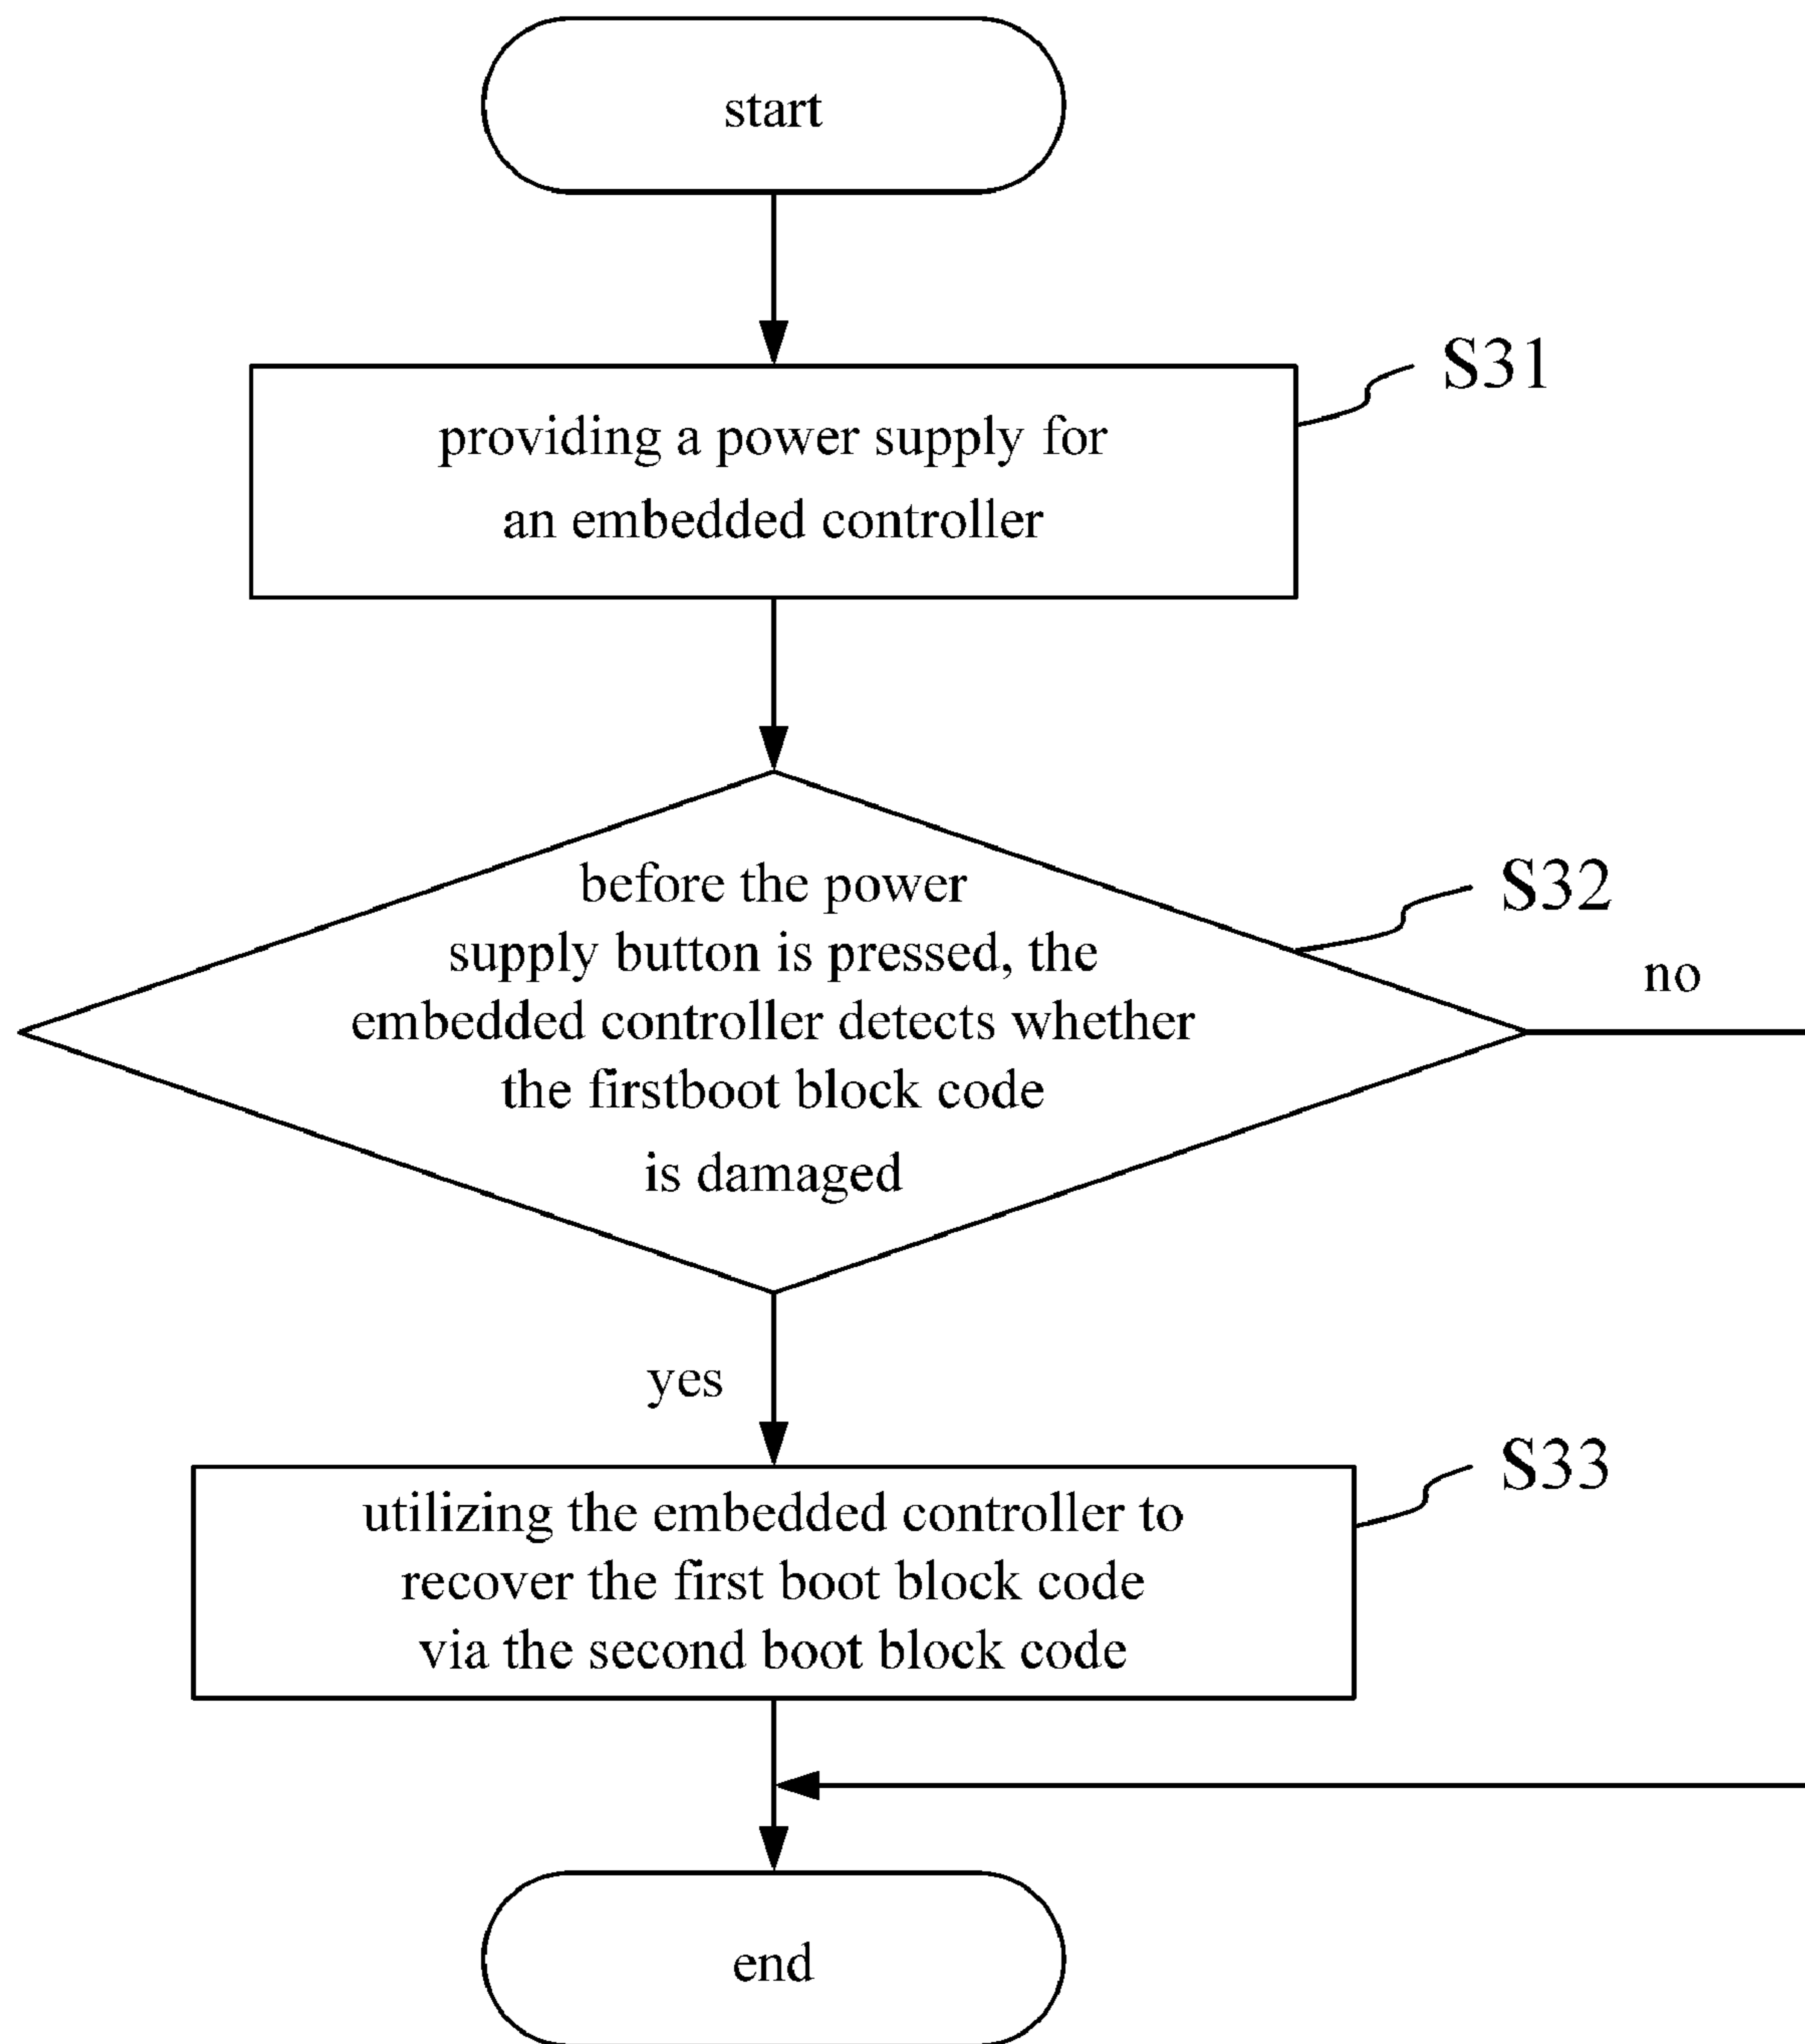 start
S31
providing a power supply for
an embedded controller
before the power
supply button is pressed, the
embedded controller detects whether
the firstboot block code
is damaged
S32
no
yes
S33
utilizing the embedded controller to
recover the first boot block code
via the second boot block code
end